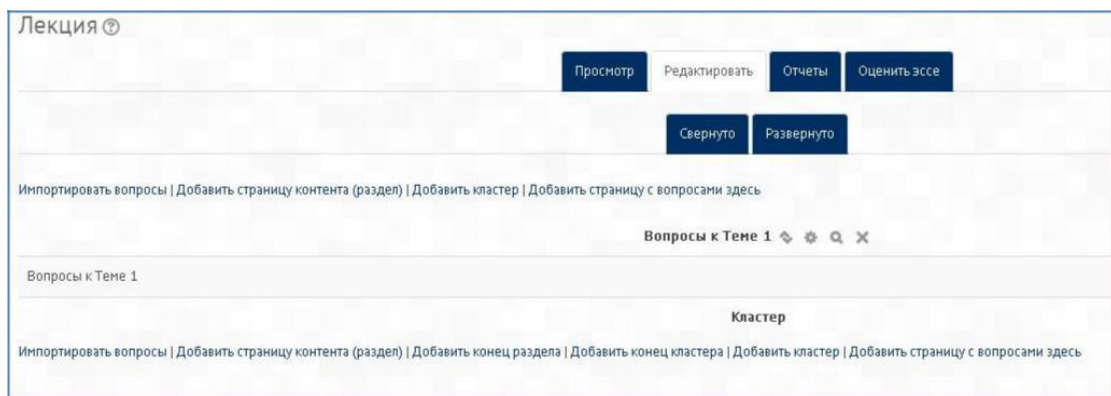 Лекция
Просмотр Редактировать Отчеты Оценить эссе
Свернуто Развернуто
Импортировать вопросы | Добавить страницу контента (раздел) | Добавить кластер | Добавить страницу с вопросами здесь
Вопросы к Теме 1
Вопросы к Теме 1
Кластер
Импортировать вопросы | Добавить страницу контента (раздел) | Добавить конец раздела | Добавить конец кластера | Добавить кластер | Добавить страницу с вопросами здесь